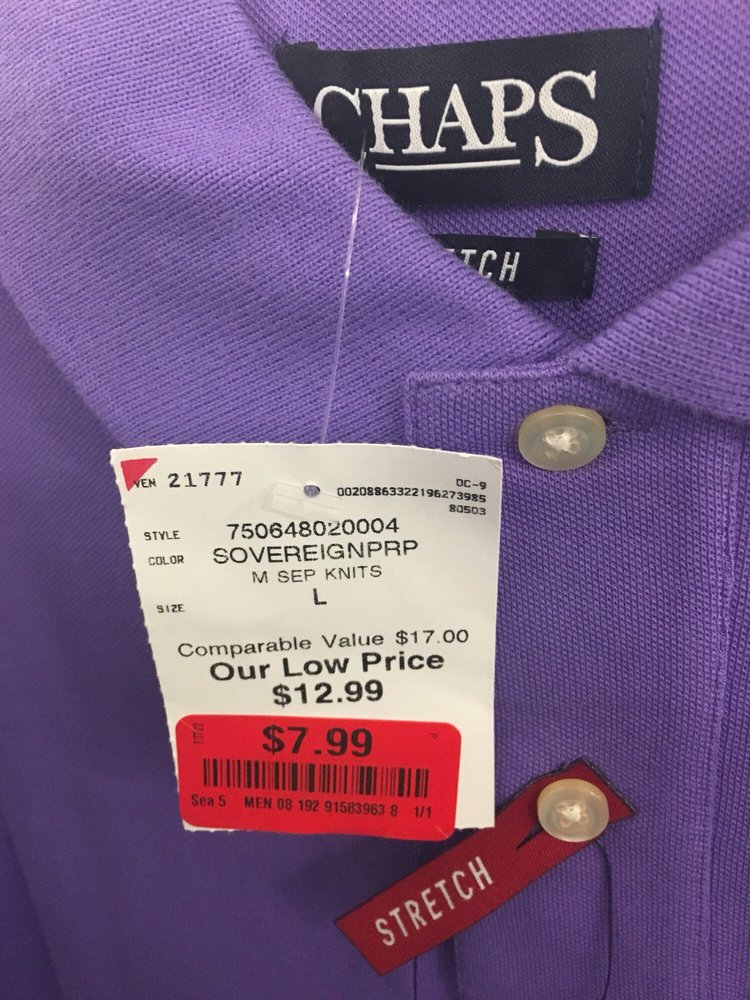 CHAPS
TCH
VEN 21777
DC-9
00208863322196273985
80503
STYLE 750648020004
COLOR SOVEREIGNPRP
M SEP KNITS
SIZE L
Comparable Value $17.00
Our Low Price
$12.99
$7.99
P
Sea 5 MEN 08 192 91583963 8 1/1
STRETCH